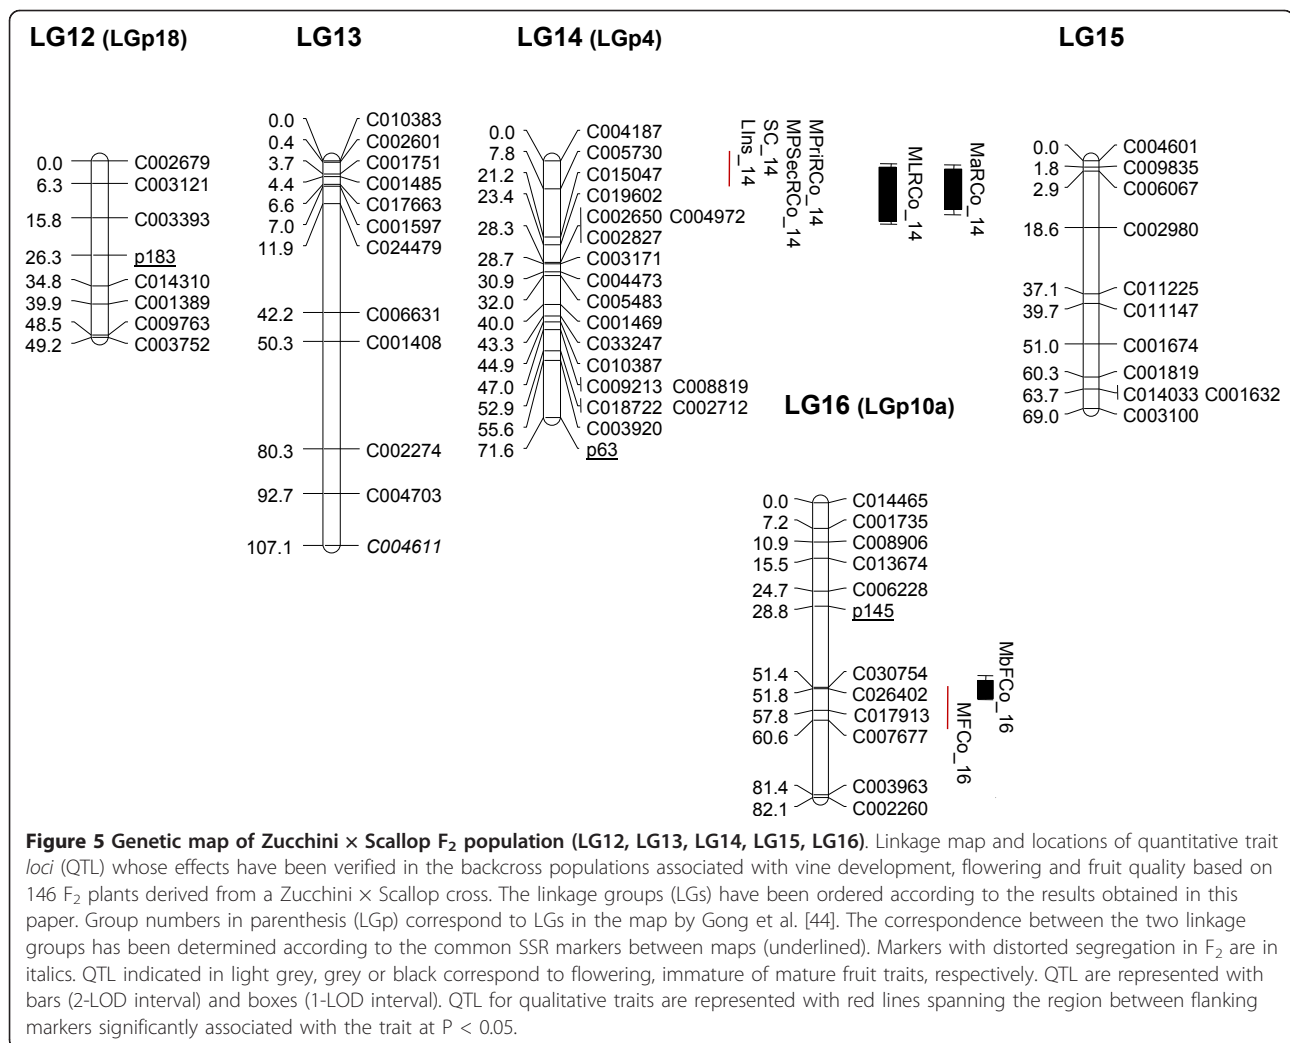 LG12 (LGp18)
LG13
LG14 (LGp4)
LG15
0.0 C002679
6.3 C003121
15.8 C003393
26.3 p183
34.8 C014310
39.9 C001389
48.5 C009763
49.2 C003752
0.0 C010383
0.4 C002601
3.7 C001751
4.4 C001485
6.6 C017663
7.0 C001597
11.9 C024479
42.2 C006631
50.3 C001408
80.3 C002274
92.7 C004703
107.1 C004611
0.0 C004187
7.8 C005730
21.2 C015047
23.4 C019602
C002650 C004972
28.3 C002827
28.7 C003171
30.9 C004473
32.0 C005483
40.0 C001469
43.3 C033247
44.9 C010387
47.0 C009213 C008819
52.9 C018722 C002712
55.6 C003920
71.6 p63
LIns_14
SC_14
MPSecRCo_14
MPriRCo_14
MLRCo_14
MaRCo_14
0.0 C004601
1.8 C009835
2.9 C006067
18.6 C002980
37.1 C011225
39.7 C011147
51.0 C001674
60.3 C001819
63.7 C014033 C001632
69.0 C003100
LG16 (LGp10a)
0.0 C014465
7.2 C001735
10.9 C008906
15.5 C013674
24.7 C006228
28.8 p145
51.4 C030754
51.8 C026402
57.8 C017913
60.6 C007677
81.4 C003963
82.1 C002260
MFCo_16
MbFCo_16
Figure 5 Genetic map of Zucchini × Scallop F2 population (LG12, LG13, LG14, LG15, LG16). Linkage map and locations of quantitative trait
loci (QTL) whose effects have been verified in the backcross populations associated with vine development, flowering and fruit quality based on
146 F2 plants derived from a Zucchini × Scallop cross. The linkage groups (LGs) have been ordered according to the results obtained in this
paper. Group numbers in parenthesis (LGp) correspond to LGs in the map by Gong et al. [44]. The correspondence between the two linkage
groups has been determined according to the common SSR markers between maps (underlined). Markers with distorted segregation in F2 are in
italics. QTL indicated in light grey, grey or black correspond to flowering, immature of mature fruit traits, respectively. QTL are represented with
bars (2-LOD interval) and boxes (1-LOD interval). QTL for qualitative traits are represented with red lines spanning the region between flanking
markers significantly associated with the trait at P < 0.05.